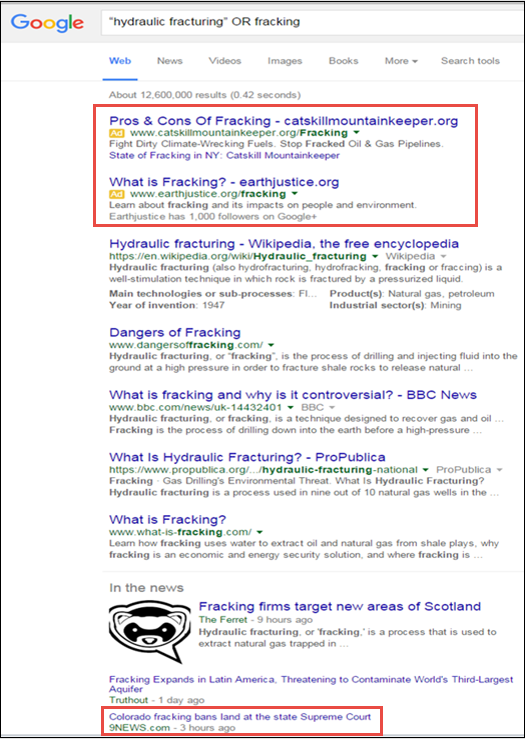 Google "hydraulic fracturing" OR fracking
Web News Videos Images Books More Search tools
About 12,600,000 results (0.42 seconds)
Pros & Cons Of Fracking - catskillmountainkeeper.org
Ad www.catskillmountainkeeper.org/Fracking
Fight Dirty Climate-Wrecking Fuels. Stop Fracked Oil & Gas Pipelines.
State of Fracking in NY: Catskill Mountainkeeper
What is Fracking? - earthjustice.org
Ad www.earthjustice.org/fracking
Learn about fracking and its impacts on people and environment.
Earthjustice has 1,000 followers on Google+
Hydraulic fracturing - Wikipedia, the free encyclopedia
https://en.wikipedia.org/wiki/Hydraulic_fracturing Wikipedia
Hydraulic fracturing (also hydrofracturing, hydrofracking, fracking or fraccing) is a
well-stimulation technique in which rock is fractured by a pressurized liquid.
Main technologies or sub-processes: Fl... Product(s): Natural gas, petroleum
Year of invention: 1947 Industrial sector(s): Mining
Dangers of Fracking
www.dangersoffracking.com/
Hydraulic fracturing, or "fracking", is the process of drilling and injecting fluid into the
ground at a high pressure in order to fracture shale rocks to release natural ...
What is fracking and why is it controversial? - BBC News
www.bbc.com/news/uk-14432401 BBC
Hydraulic fracturing, or fracking, is a technique designed to recover gas and oil ...
Fracking is the process of drilling down into the earth before a high-pressure ...
What Is Hydraulic Fracturing? - ProPublica
https://www.propublica.org/.../hydraulic-fracturing-national ProPublica
Fracking · Gas Drilling's Environmental Threat. What Is Hydraulic Fracturing?
Hydraulic fracturing is a process used in nine out of 10 natural gas wells in the ...
What is Fracking?
www.what-is-fracking.com/
Learn how fracking uses water to extract oil and natural gas from shale plays, why
fracking is an economic and energy security solution, and where fracking is ...
In the news
Fracking firms target new areas of Scotland
The Ferret - 9 hours ago
Hydraulic fracturing, or 'fracking,' is a process that is used to
extract natural gas trapped in ...
Fracking Expands in Latin America, Threatening to Contaminate World's Third-Largest
Aquifer
Truthout - 1 day ago
Colorado fracking bans land at the state Supreme Court
9NEWS.com - 3 hours ago